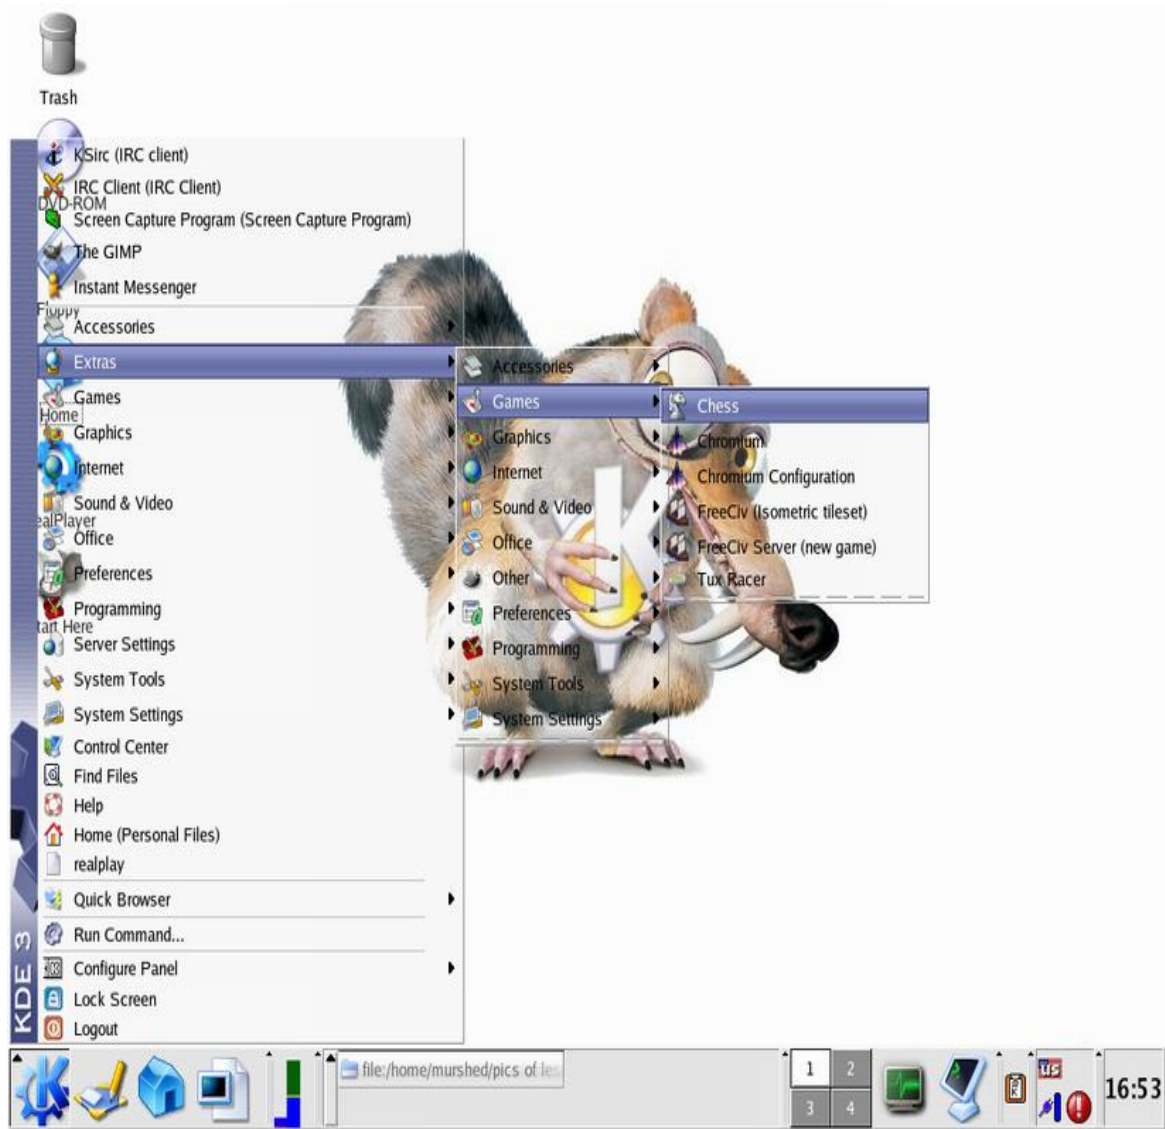 Trash
KSirc (IRC client)
IRC Client (IRC Client)
DVD-ROM
Screen Capture Program (Screen Capture Program)
The GIMP
Instant Messenger
Floppy
Accessories
Extras
Games
Home
Graphics
Internet
Sound & Video
ealPlayer
Office
Preferences
Programming
tart Here
Server Settings
System Tools
System Settings
Control Center
Find Files
Help
Home (Personal Files)
realplay
Quick Browser
Run Command...
Configure Panel
Lock Screen
Logout
KDE 3
Accessories
Games
Graphics
Internet
Sound & Video
Office
Other
Preferences
Programming
System Tools
System Settings
Chess
Chromium
Chromium Configuration
FreeCiv (Isometric tileset)
FreeCiv Server (new game)
Tux Racer
file:/home/murshed/pics of les
1 2
3 4
us
16:53